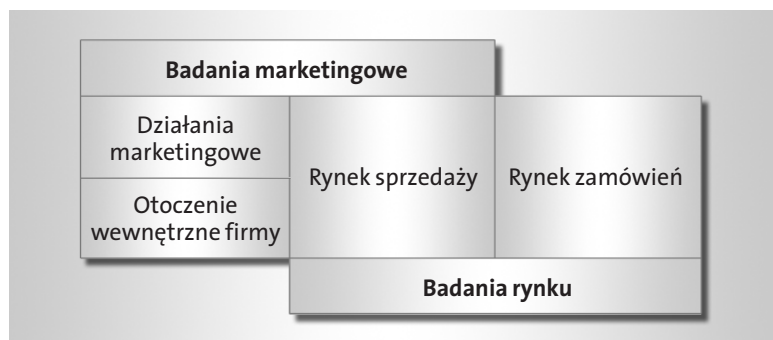 Badania marketingowe
Działania
marketingowe
Otoczenie
wewnętrzne firmy
Rynek sprzedaży
Rynek zamówień
Badania rynku